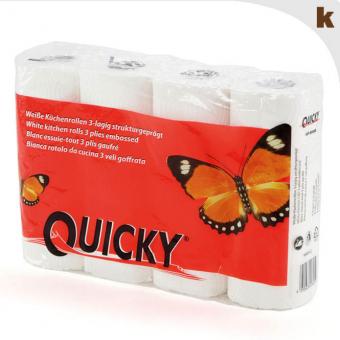 k
QUICKY
Weiße Küchenrollen 3-lagig strukturgeprägt
White kitchen rolls 3 plies embossed
Blanc essuie-tout 3 plis gaufré
Bianca rotolo da cucina 3 veli goffrata
QUICKY®